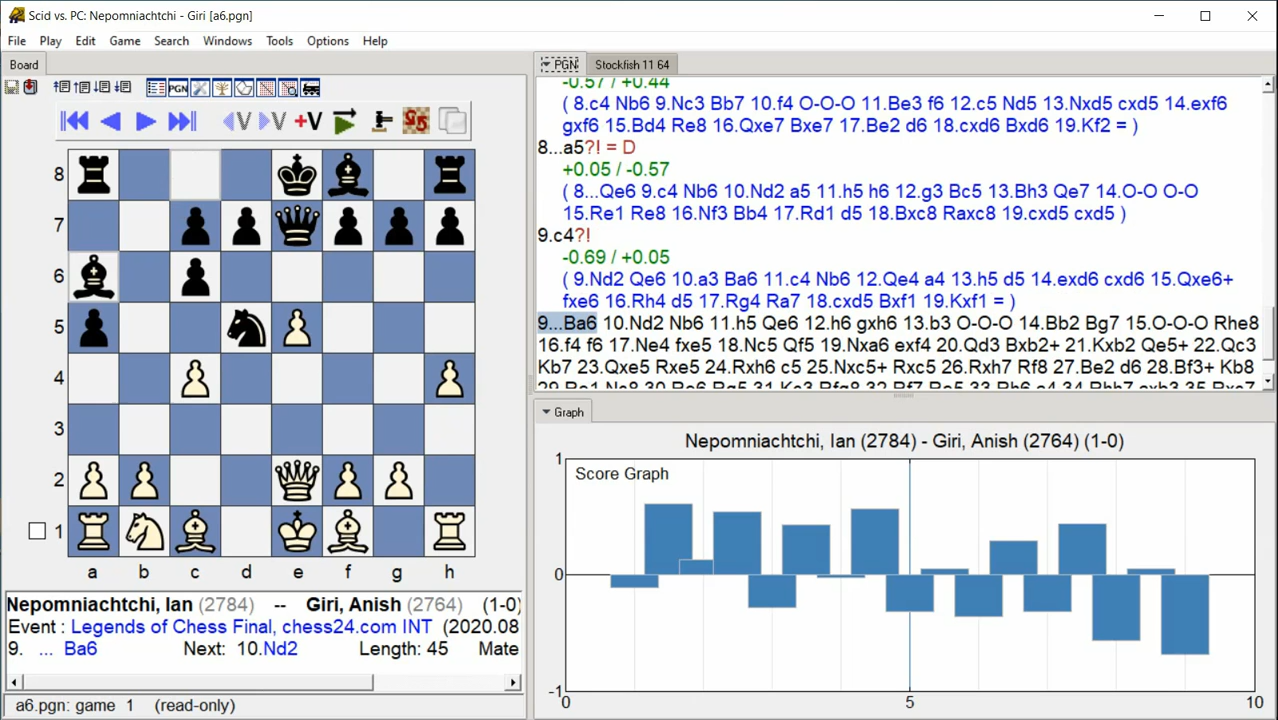 Scid vs. PC: Nepomniachtchi - Giri [a6.pgn]
File Play Edit Game Search Windows Tools Options Help
Board
PGN
V V +V
8
7
6
5
4
3
2
1
a b c d e f g h
Nepomniachtchi, Ian (2784) -- Giri, Anish (2764) (1-0)
Event : Legends of Chess Final, chess24.com INT (2020.08
9. ... Ba6 Next: 10.Nd2 Length: 45 Mate
a6.pgn: game 1 (read-only)
PGN Stockfish 11 64
-0.57 / +0.44
( 8.c4 Nb6 9.Nc3 Bb7 10.f4 O-O-O 11.Be3 f6 12.c5 Nd5 13.Nxd5 cxd5 14.exf6
gxf6 15.Bd4 Re8 16.Qxe7 Bxe7 17.Be2 d6 18.cxd6 Bxd6 19.Kf2 = )
8...a5?! = D
+0.05 / -0.57
( 8...Qe6 9.c4 Nb6 10.Nd2 a5 11.h5 h6 12.g3 Bc5 13.Bh3 Qe7 14.O-O O-O
15.Re1 Re8 16.Nf3 Bb4 17.Rd1 d5 18.Bxc8 Raxc8 19.cxd5 cxd5 )
9.c4?!
-0.69 / +0.05
( 9.Nd2 Qe6 10.a3 Ba6 11.c4 Nb6 12.Qe4 a4 13.h5 d5 14.exd6 cxd6 15.Qxe6+
fxe6 16.Rh4 d5 17.Rg4 Ra7 18.cxd5 Bxf1 19.Kxf1 = )
9...Ba6 10.Nd2 Nb6 11.h5 Qe6 12.h6 gxh6 13.b3 O-O-O 14.Bb2 Bg7 15.O-O-O Rhe8
16.f4 f6 17.Ne4 fxe5 18.Nc5 Qf5 19.Nxa6 exf4 20.Qd3 Bxb2+ 21.Kxb2 Qe5+ 22.Qc3
Kb7 23.Qxe5 Rxe5 24.Rxh6 c5 25.Nxc5+ Rxc5 26.Rxh7 Rf8 27.Be2 d6 28.Bf3+ Kb8
Graph
Nepomniachtchi, Ian (2784) - Giri, Anish (2764) (1-0)
1
Score Graph
0
-1
0 5 10